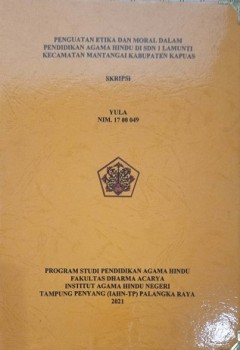 PENGUATAN ETIKA DAN MORAL DALAM
PENDIDIKAN AGAMA HINDU DI SDN 1 LAMUNTI
KECAMATAN MANTANGAI KABUPATEN KAPUAS
SKRIPSI
YULA
NIM. 17 00 049
PROGRAM STUDI PENDIDIKAN AGAMA HINDU
FAKULTAS DHARMA ACARYA
INSTITUT AGAMA HINDU NEGERI
TAMPUNG PENYANG (IAHN-TP) PALANGKA RAYA
2021